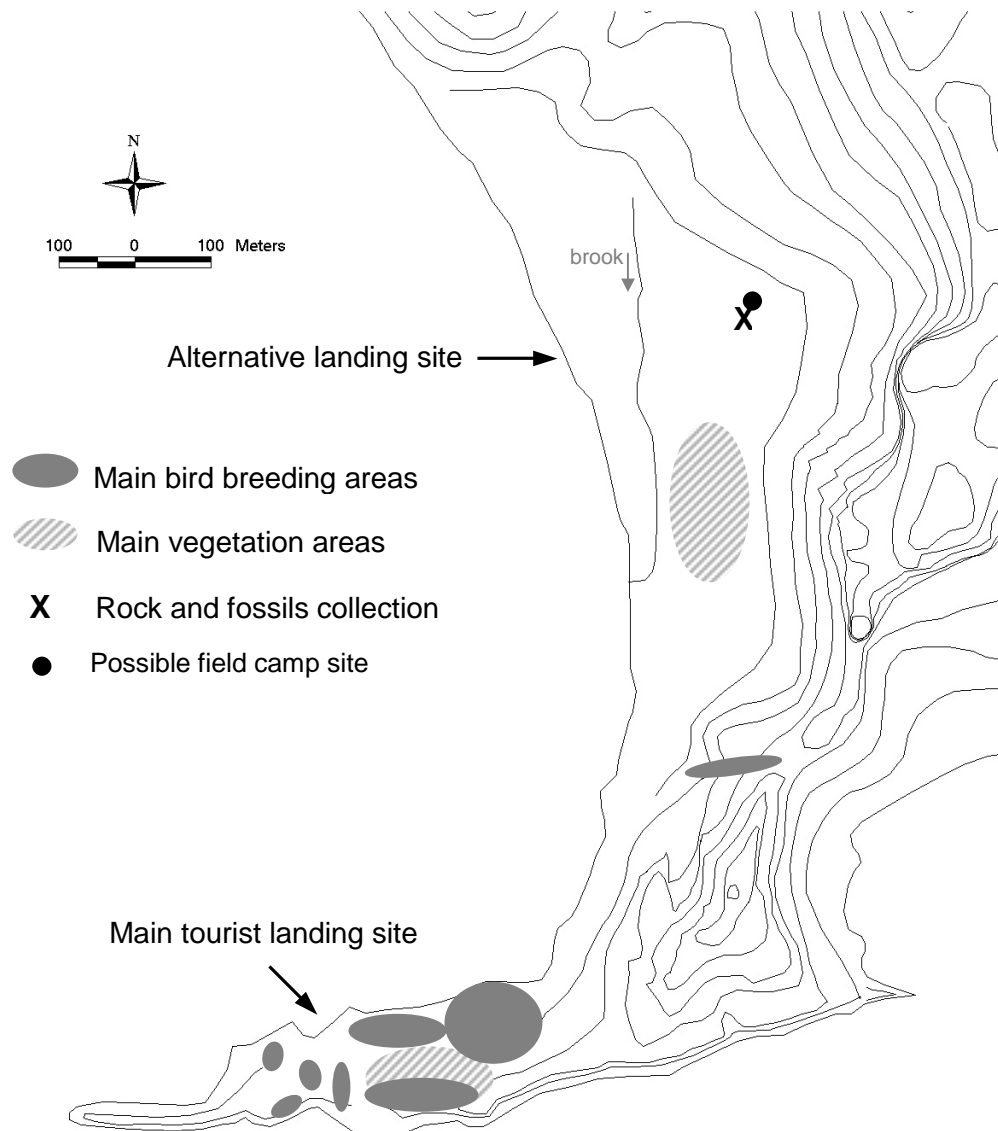 N
100 0 100 Meters
brook
X
Alternative landing site
Main bird breeding areas
Main vegetation areas
X Rock and fossils collection
Possible field camp site
Main tourist landing site